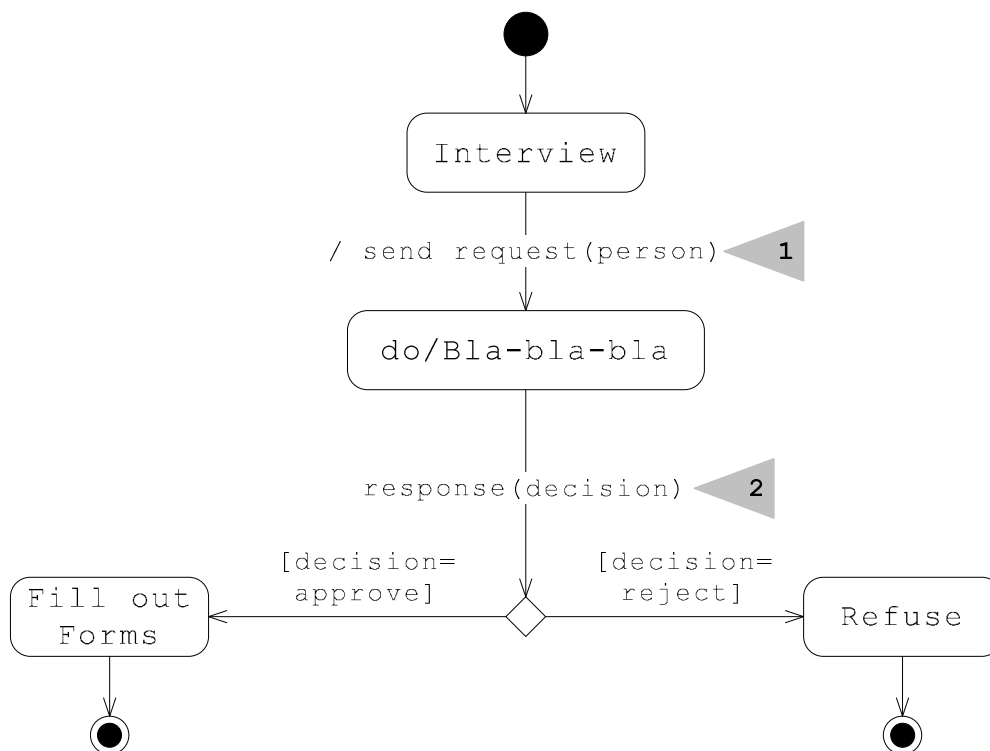 Interview
/ send request(person)
1
do/Bla-bla-bla
response(decision)
2
[decision=
approve]
[decision=
reject]
Fill out
Forms
Refuse